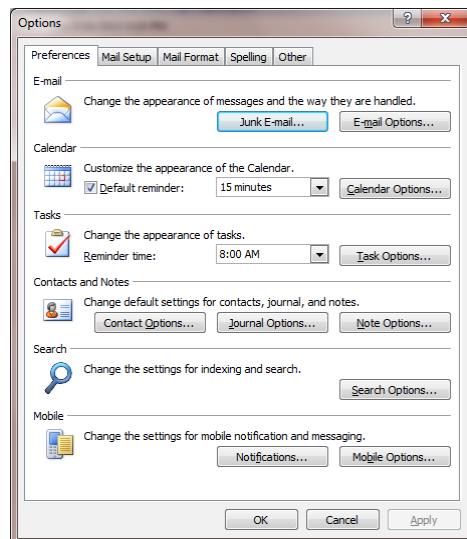 Options
Preferences Mail Setup Mail Format Spelling Other
E-mail
Change the appearance of messages and the way they are handled.
Junk E-mail... E-mail Options...
Calendar
Customize the appearance of the Calendar.
Default reminder: 15 minutes Calendar Options...
Tasks
Change the appearance of tasks.
Reminder time: 8:00 AM Task Options...
Contacts and Notes
Change default settings for contacts, journal, and notes.
Contact Options... Journal Options... Note Options...
Search
Change the settings for indexing and search.
Search Options...
Mobile
Change the settings for mobile notification and messaging.
Notifications... Mobile Options...
OK Cancel Apply